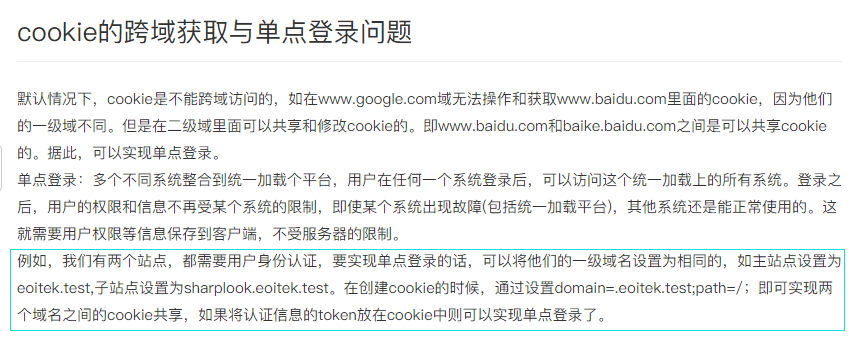 cookie的跨域获取与单点登录问题
默认情况下，cookie是不能跨域访问的，如在www.google.com域无法操作和获取www.baidu.com里面的cookie，因为他们
的一级域不同。但是在二级域里面可以共享和修改cookie的。即www.baidu.com和baike.baidu.com之间是可以共享cookie
的。据此，可以实现单点登录。
单点登录：多个不同系统整合到统一加载个平台，用户在任何一个系统登录后，可以访问这个统一加载上的所有系统。登录之
后，用户的权限和信息不再受某个系统的限制，即使某个系统出现故障(包括统一加载平台)，其他系统还是能正常使用的。这
就需要用户权限等信息保存到客户端，不受服务器的限制。
例如，我们有两个站点，都需要用户身份认证，要实现单点登录的话，可以将他们的一级域名设置为相同的，如主站点设置为
eoitek.test,子站点设置为sharplook.eoitek.test。在创建cookie的时候，通过设置domain=.eoitek.test;path=/；即可实现两
个域名之间的cookie共享，如果将认证信息的token放在cookie中则可以实现单点登录了。